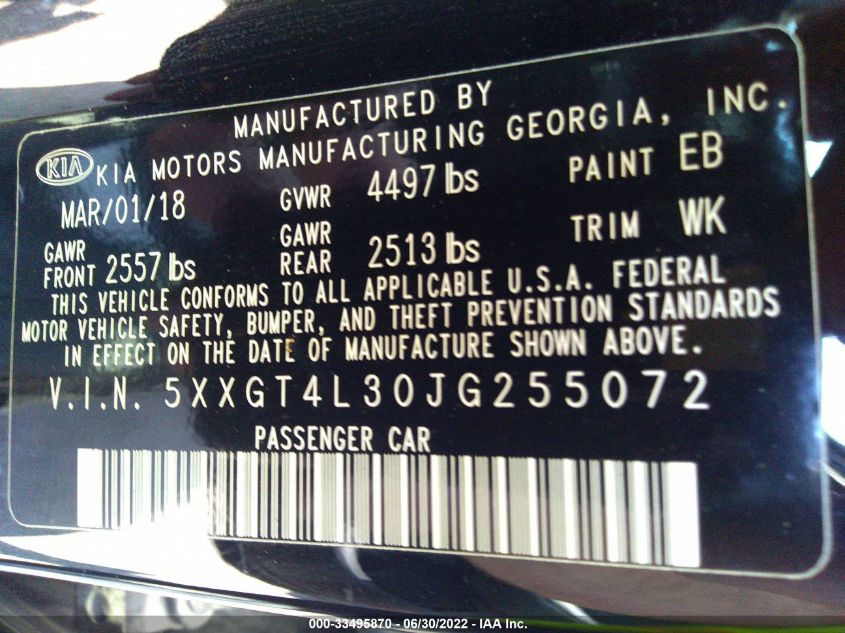 MANUFACTURED BY
KIA KIA MOTORS MANUFACTURING GEORGIA, INC.
MAR/01/18 GVWR 4497 lbs PAINT EB
GAWR FRONT 2557 lbs GAWR REAR 2513 lbs TRIM WK
THIS VEHICLE CONFORMS TO ALL APPLICABLE U.S.A. FEDERAL
MOTOR VEHICLE SAFETY, BUMPER, AND THEFT PREVENTION STANDARDS
IN EFFECT ON THE DATE OF MANUFACTURE SHOWN ABOVE.
V.I.N. 5XXGT4L30JG255072
PASSENGER CAR
000-33495870 - 06/30/2022 - IAA Inc.